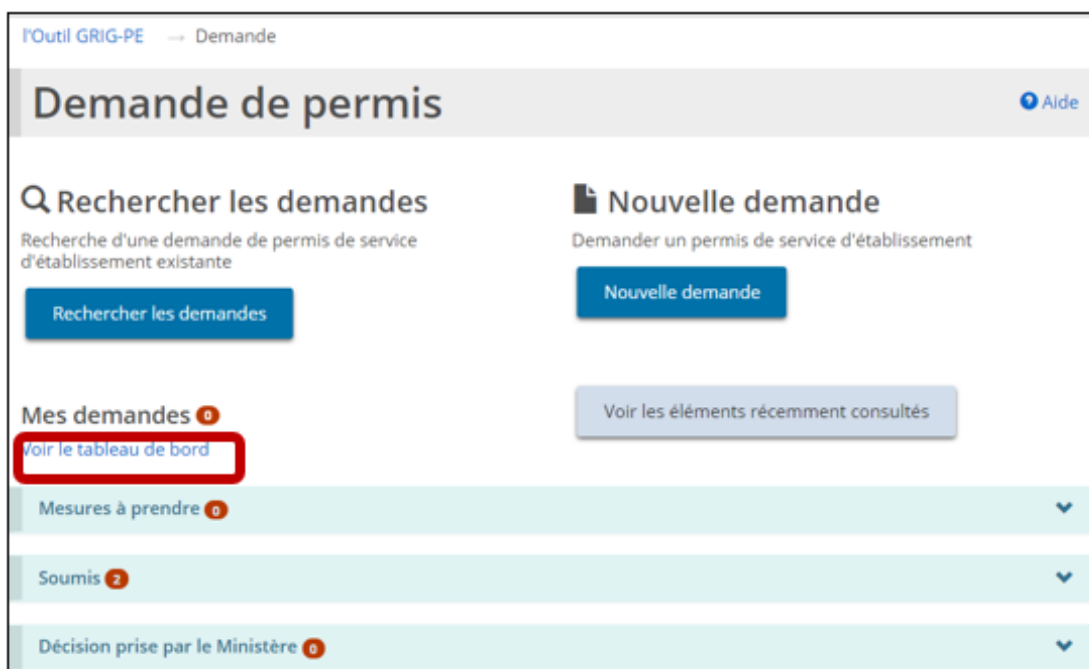 l'Outil GRIG-PE → Demande
Demande de permis
Aide
Rechercher les demandes
Recherche d'une demande de permis de service
d'établissement existante
Rechercher les demandes
Nouvelle demande
Demander un permis de service d'établissement
Nouvelle demande
Mes demandes 0
Voir le tableau de bord
Voir les éléments récemment consultés
Mesures à prendre 0
Soumis 2
Décision prise par le Ministère 0